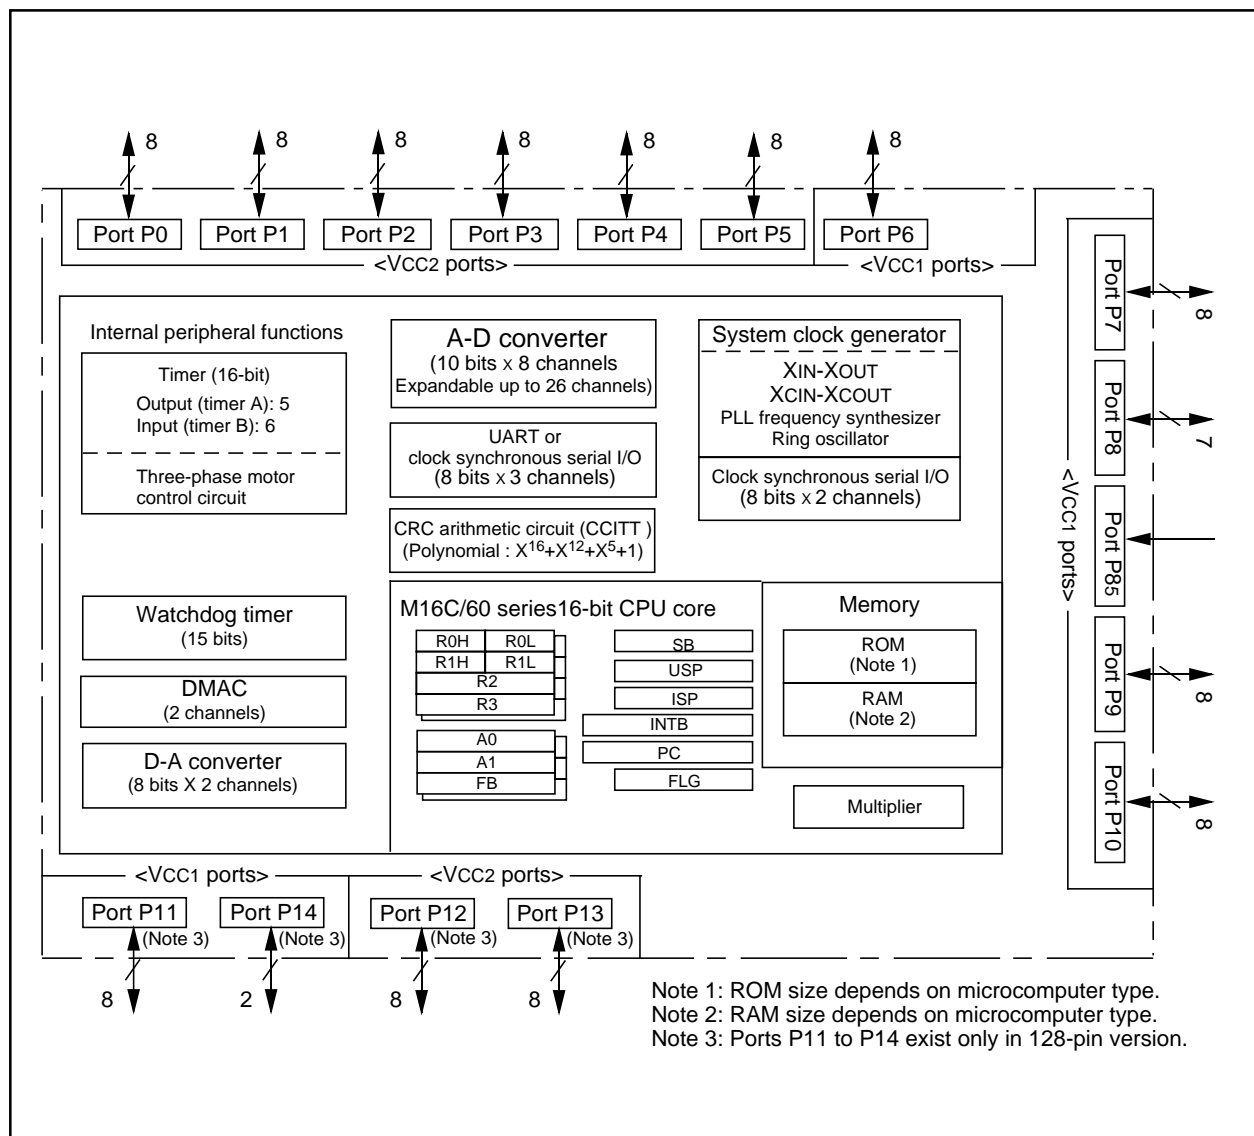 8
8
8
8
8
8
8
Port P0
Port P1
Port P2
Port P3
Port P4
Port P5
Port P6
<VCC2 ports>
<VCC1 ports>
Port P7
8
Port P8
7
Port P85
Port P9
8
Port P10
8
<VCC1 ports>
Internal peripheral functions
Timer (16-bit)
Output (timer A): 5
Input (timer B): 6
Three-phase motor
control circuit
Watchdog timer
(15 bits)
DMAC
(2 channels)
D-A converter
(8 bits X 2 channels)
A-D converter
(10 bits x 8 channels
Expandable up to 26 channels)
UART or
clock synchronous serial I/O
(8 bits x 3 channels)
CRC arithmetic circuit (CCITT )
(Polynomial : X¹⁶+X¹²+X⁵+1)
System clock generator
XIN-XOUT
XCIN-XCOUT
PLL frequency synthesizer
Ring oscillator
Clock synchronous serial I/O
(8 bits x 2 channels)
M16C/60 series16-bit CPU core
R0H
R0L
R1H
R1L
R2
R3
A0
A1
FB
SB
USP
ISP
INTB
PC
FLG
Memory
ROM
(Note 1)
RAM
(Note 2)
Multiplier
<VCC1 ports>
<VCC2 ports>
Port P11
(Note 3)
Port P14
(Note 3)
Port P12
(Note 3)
Port P13
(Note 3)
8
2
8
8
Note 1: ROM size depends on microcomputer type.
Note 2: RAM size depends on microcomputer type.
Note 3: Ports P11 to P14 exist only in 128-pin version.